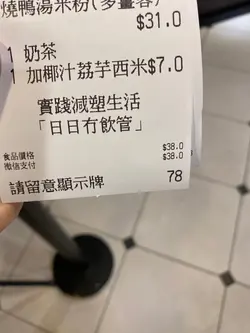 燒鴨湯米粉(多薑蓉)
$31.0
1 奶茶
1 加椰汁荔芋西米$7.0
實踐減塑生活
「日日冇飲管」
食品價格 $38.0
微信支付 $38.0
請留意顯示牌 78